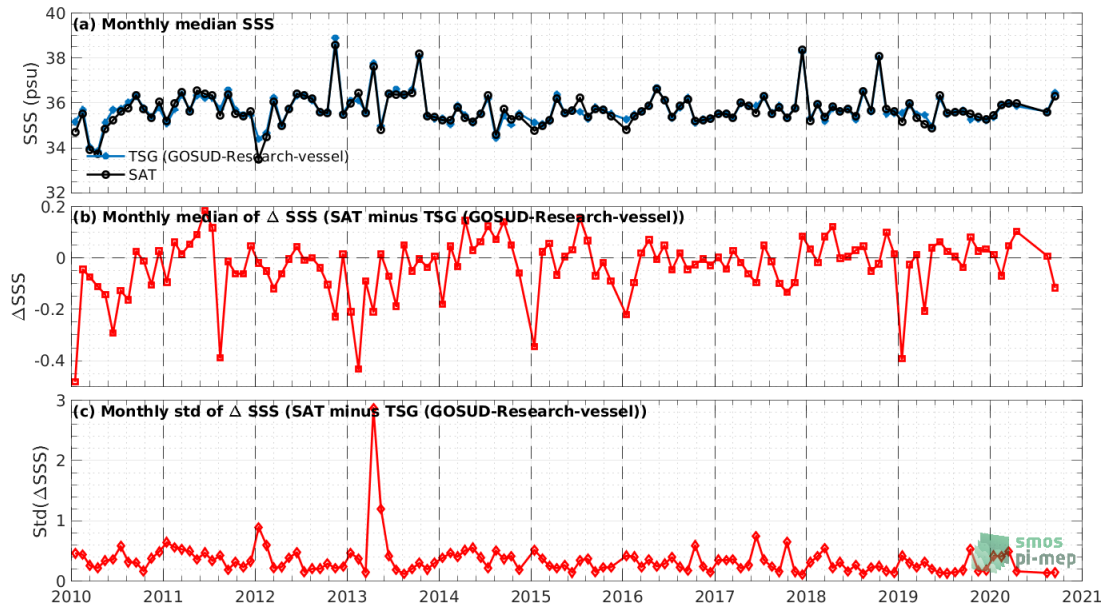 (a) Monthly median SSS
40
38
36
34
32
SSS (psu)
TSG (GOSUD-Research-vessel)
SAT
(b) Monthly median of Δ SSS (SAT minus TSG (GOSUD-Research-vessel))
0.2
0
-0.2
-0.4
ΔSSS
(c) Monthly std of Δ SSS (SAT minus TSG (GOSUD-Research-vessel))
3
2
1
0
Std(ΔSSS)
smos
pi-mep
2010 2011 2012 2013 2014 2015 2016 2017 2018 2019 2020 2021